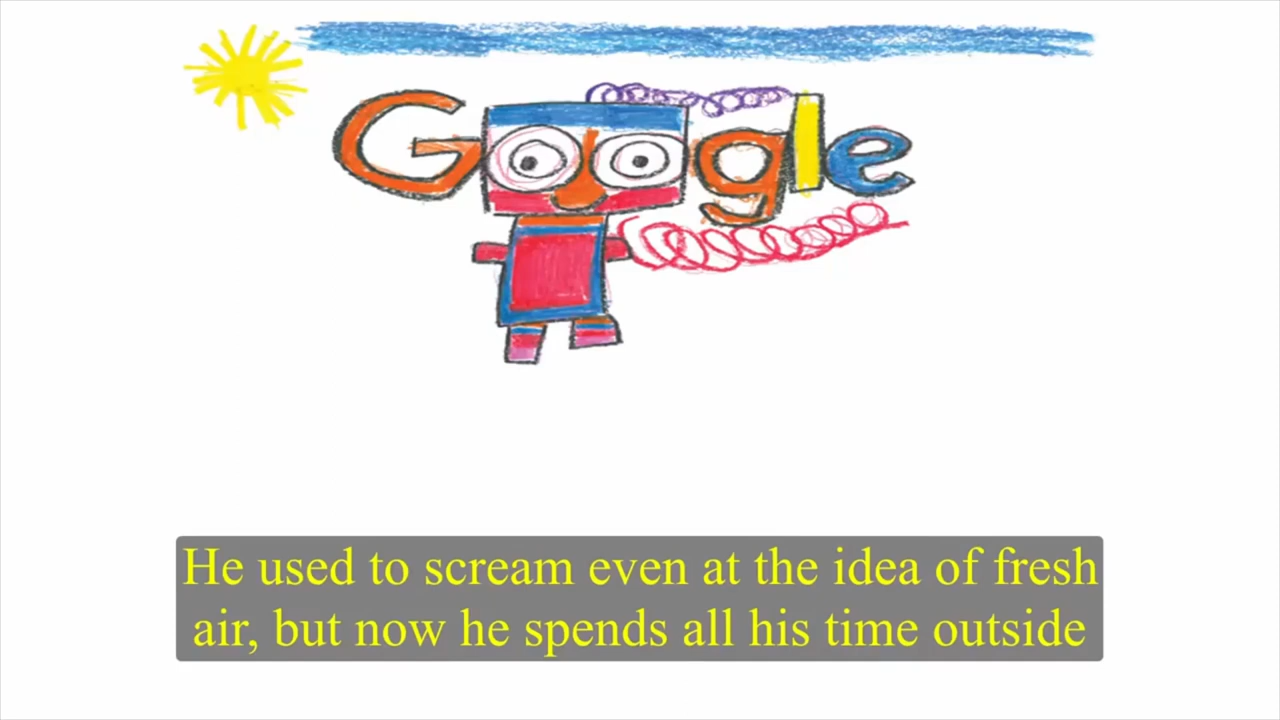 Google
He used to scream even at the idea of fresh
air, but now he spends all his time outside